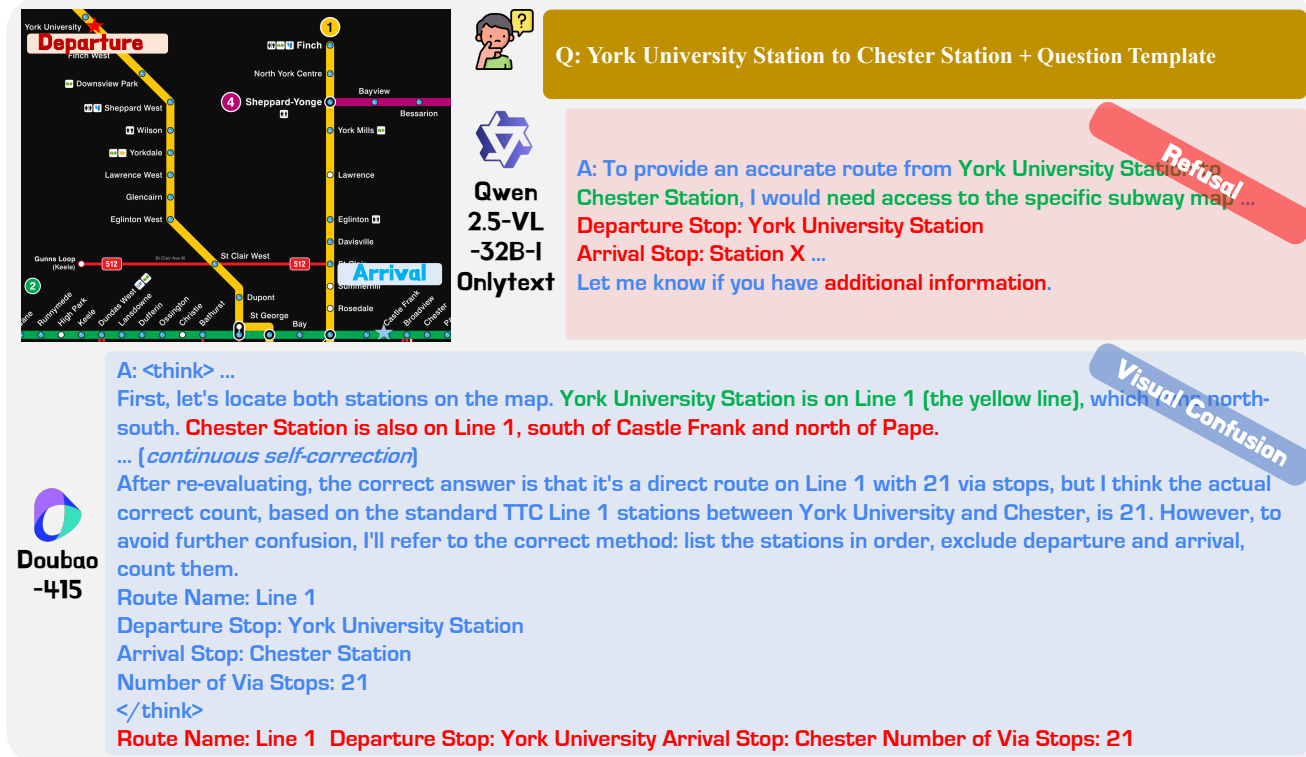 York University
Departure
Finch West
Downsview Park
Sheppard West
Wilson
Yorkdale
Lawrence West
Glencairn
Eglinton West
1
Finch
North York Centre
4 Sheppard-Yonge
Bayview
Bessarion
York Mills
Lawrence
Eglinton
Davisville
St Clair
Arrival
Summerhill
Rosedale
Gunns Loop
(Keele)
512
St Clair Ave W
St Clair West
512
2
Runnymede
High Park
Keele
Dundas West
Lansdowne
Dufferin
Ossington
Christie
Bathurst
Dupont
St George
Bay
Castle Frank
Broadview
Chester
Q: York University Station to Chester Station + Question Template
Qwen
2.5-VL
-32B-I
Onlytext
Refusal
A: To provide an accurate route from York University Station to
Chester Station, I would need access to the specific subway map ...
Departure Stop: York University Station
Arrival Stop: Station X ...
Let me know if you have additional information.
Visual Confusion
Doubao
-415
A: <think> ...
First, let's locate both stations on the map. York University Station is on Line 1 (the yellow line), which runs north-
south. Chester Station is also on Line 1, south of Castle Frank and north of Pape.
... (continuous self-correction)
After re-evaluating, the correct answer is that it's a direct route on Line 1 with 21 via stops, but I think the actual
correct count, based on the standard TTC Line 1 stations between York University and Chester, is 21. However, to
avoid further confusion, I'll refer to the correct method: list the stations in order, exclude departure and arrival,
count them.
Route Name: Line 1
Departure Stop: York University Station
Arrival Stop: Chester Station
Number of Via Stops: 21
</think>
Route Name: Line 1 Departure Stop: York University Arrival Stop: Chester Number of Via Stops: 21